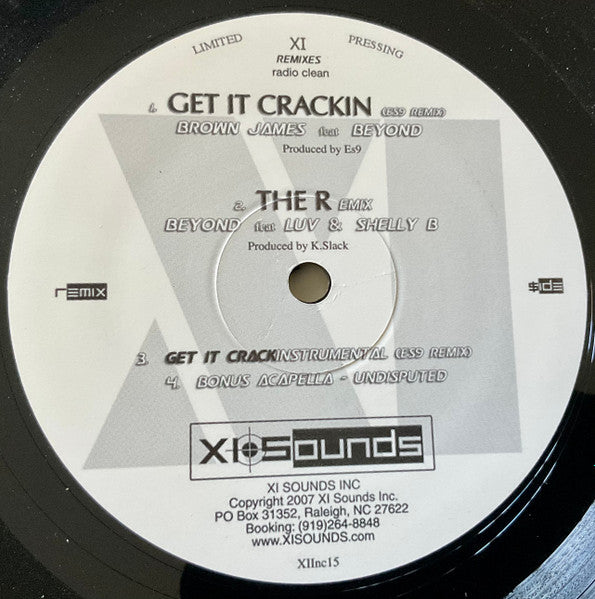 LIMITED XI PRESSING
REMIXES
radio clean
1. GET IT CRACKIN (ES9 REMIX)
BROWN JAMES feat BEYOND
Produced by Es9
2. THE R EMIX
BEYOND feat LUV & SHELLY B
Produced by K.Slack
rEMIX $IDE
3. GET IT CRACKINSTRUMENTAL (ES9 REMIX)
4. BONUS ACAPELLA - UNDISPUTED
XI Sounds
XI SOUNDS INC
Copyright 2007 XI Sounds Inc.
PO Box 31352, Raleigh, NC 27622
Booking: (919)264-8848
www.XISOUNDS.com
XIInc15